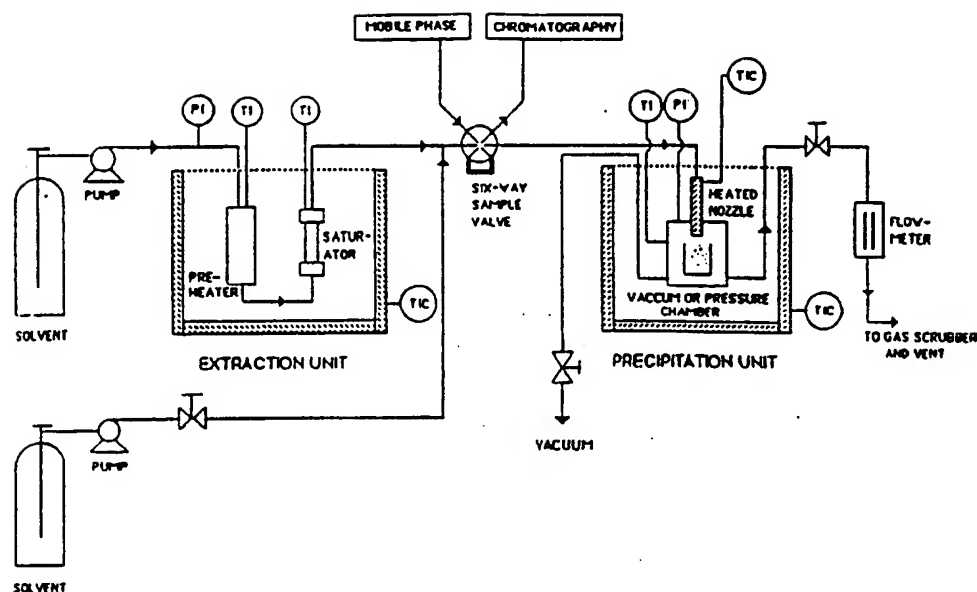 MOBILE PHASE
CHROMATOGRAPHY
TIC
PI
TI
TI
TI
PI
PUMP
SIX-WAY
SAMPLE
VALVE
HEATED
NOZZLE
SATUR-
ATOR
PRE-
HEATER
FLOW-
METER
VACCUM OR PRESSURE
CHAMBER
TIC
TIC
SOLVENT
EXTRACTION UNIT
PRECIPITATION UNIT
TO GAS SCRUBBER
AND VENT
PUMP
VACUUM
SOLVENT